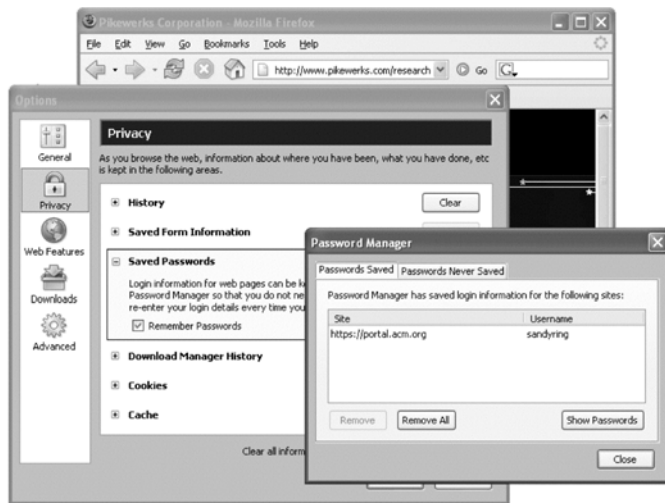 Pikewerks Corporation - Mozilla Firefox
File Edit View Go Bookmarks Tools Help
http://www.pikewerks.com/research Go G
Options
General
Privacy
Web Features
Downloads
Advanced
Privacy
As you browse the web, information about where you have been, what you have done, etc
is kept in the following areas.
History Clear
Saved Form Information
Saved Passwords
Login information for web pages can be
Password Manager so that you do not
re-enter your login details every time you
Remember Passwords
Download Manager History
Cookies
Cache
Clear all
Password Manager
Passwords Saved Passwords Never Saved
Password Manager has saved login information for the following sites:
Site Username
https://portal.acm.org sandyring
Remove Remove All Show Passwords
Close